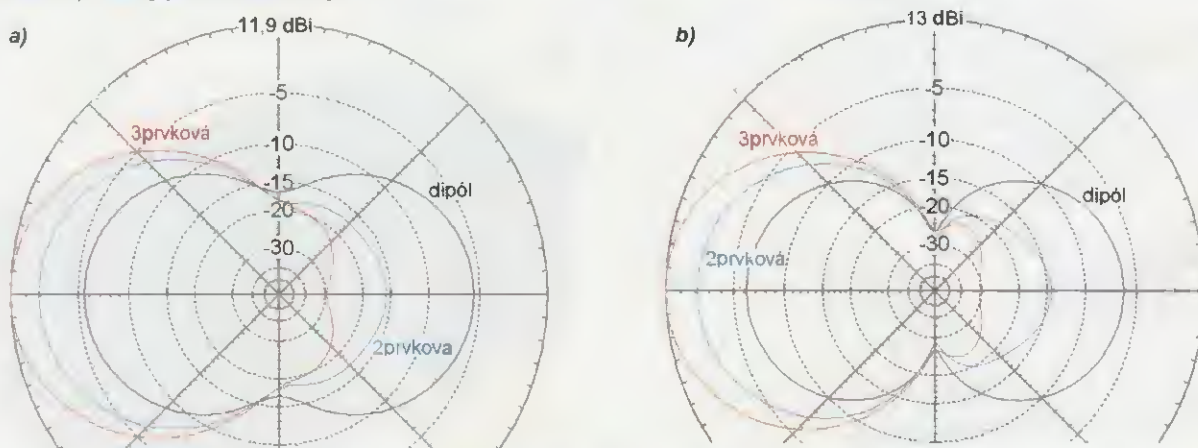 a)
11,9 dBi
-5
-10
-15
-20
-30
3prvková
dipól
2prvkova
b)
13 dBi
-5
-10
-15
-20
-30
3prvková
dipól
2prvková